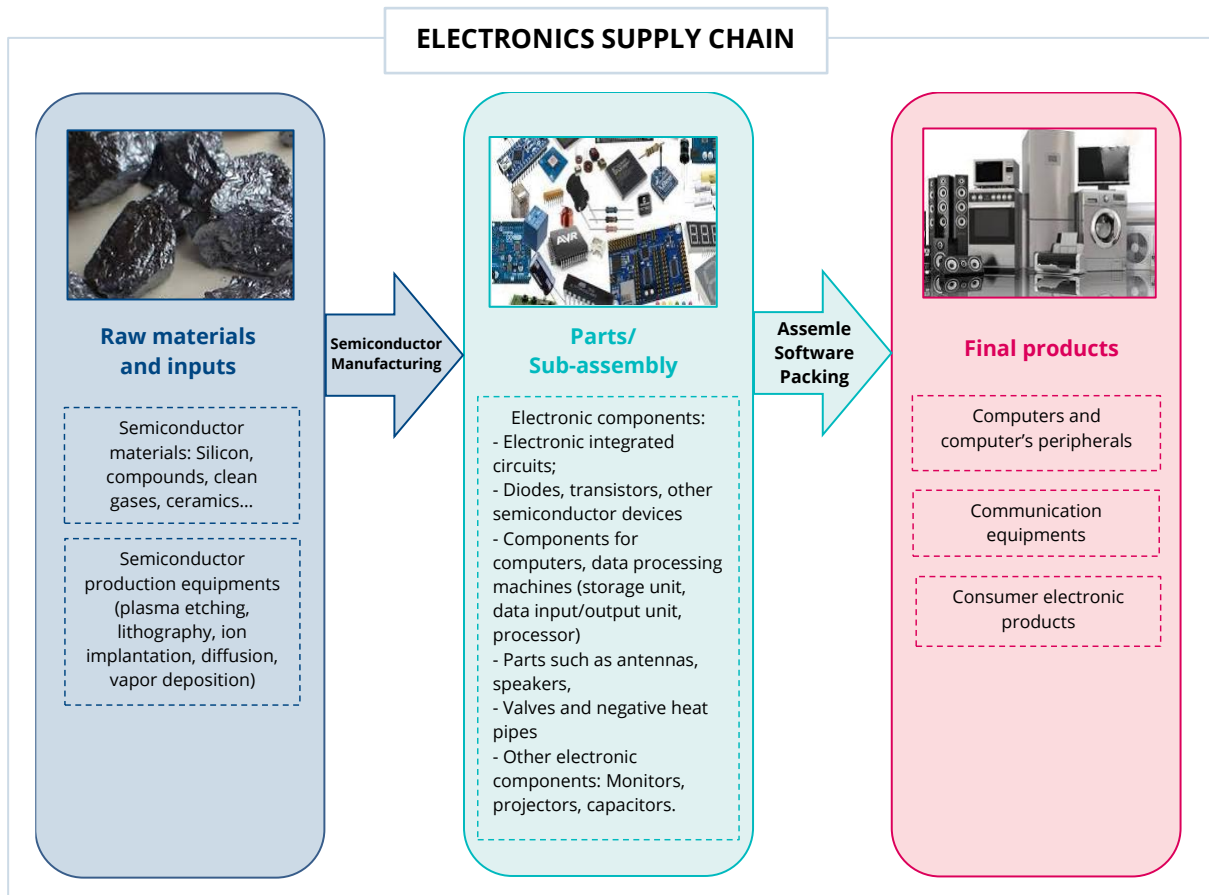 ELECTRONICS SUPPLY CHAIN
Raw materials
and inputs
Semiconductor
materials: Silicon,
compounds, clean
gases, ceramics...
Semiconductor
production equipments
(plasma etching,
lithography, ion
implantation, diffusion,
vapor deposition)
Semiconductor
Manufacturing
AVR
Parts/
Sub-assembly
Electronic components:
- Electronic integrated
circuits;
- Diodes, transistors, other
semiconductor devices
- Components for
computers, data processing
machines (storage unit,
data input/output unit,
processor)
- Parts such as antennas,
speakers,
- Valves and negative heat
pipes
- Other electronic
components: Monitors,
projectors, capacitors.
Assemle
Software
Packing
Final products
Computers and
computer’s peripherals
Communication
equipments
Consumer electronic
products